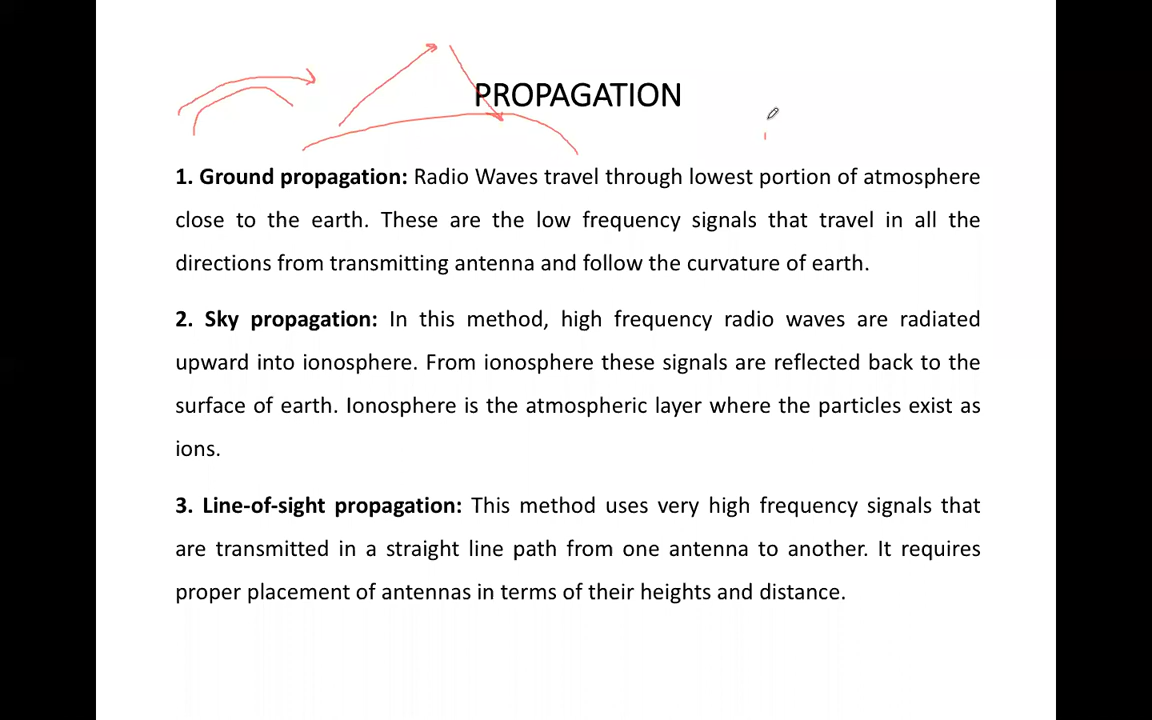 PROPAGATION
1. Ground propagation: Radio Waves travel through lowest portion of atmosphere
close to the earth. These are the low frequency signals that travel in all the
directions from transmitting antenna and follow the curvature of earth.
2. Sky propagation: In this method, high frequency radio waves are radiated
upward into ionosphere. From ionosphere these signals are reflected back to the
surface of earth. Ionosphere is the atmospheric layer where the particles exist as
ions.
3. Line-of-sight propagation: This method uses very high frequency signals that
are transmitted in a straight line path from one antenna to another. It requires
proper placement of antennas in terms of their heights and distance.